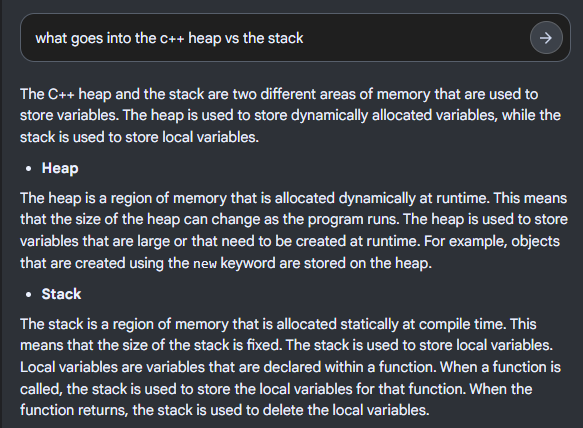 what goes into the c++ heap vs the stack
The C++ heap and the stack are two different areas of memory that are used to
store variables. The heap is used to store dynamically allocated variables, while the
stack is used to store local variables.
• Heap
The heap is a region of memory that is allocated dynamically at runtime. This means
that the size of the heap can change as the program runs. The heap is used to store
variables that are large or that need to be created at runtime. For example, objects
that are created using the new keyword are stored on the heap.
• Stack
The stack is a region of memory that is allocated statically at compile time. This
means that the size of the stack is fixed. The stack is used to store local variables.
Local variables are variables that are declared within a function. When a function is
called, the stack is used to store the local variables for that function. When the
function returns, the stack is used to delete the local variables.